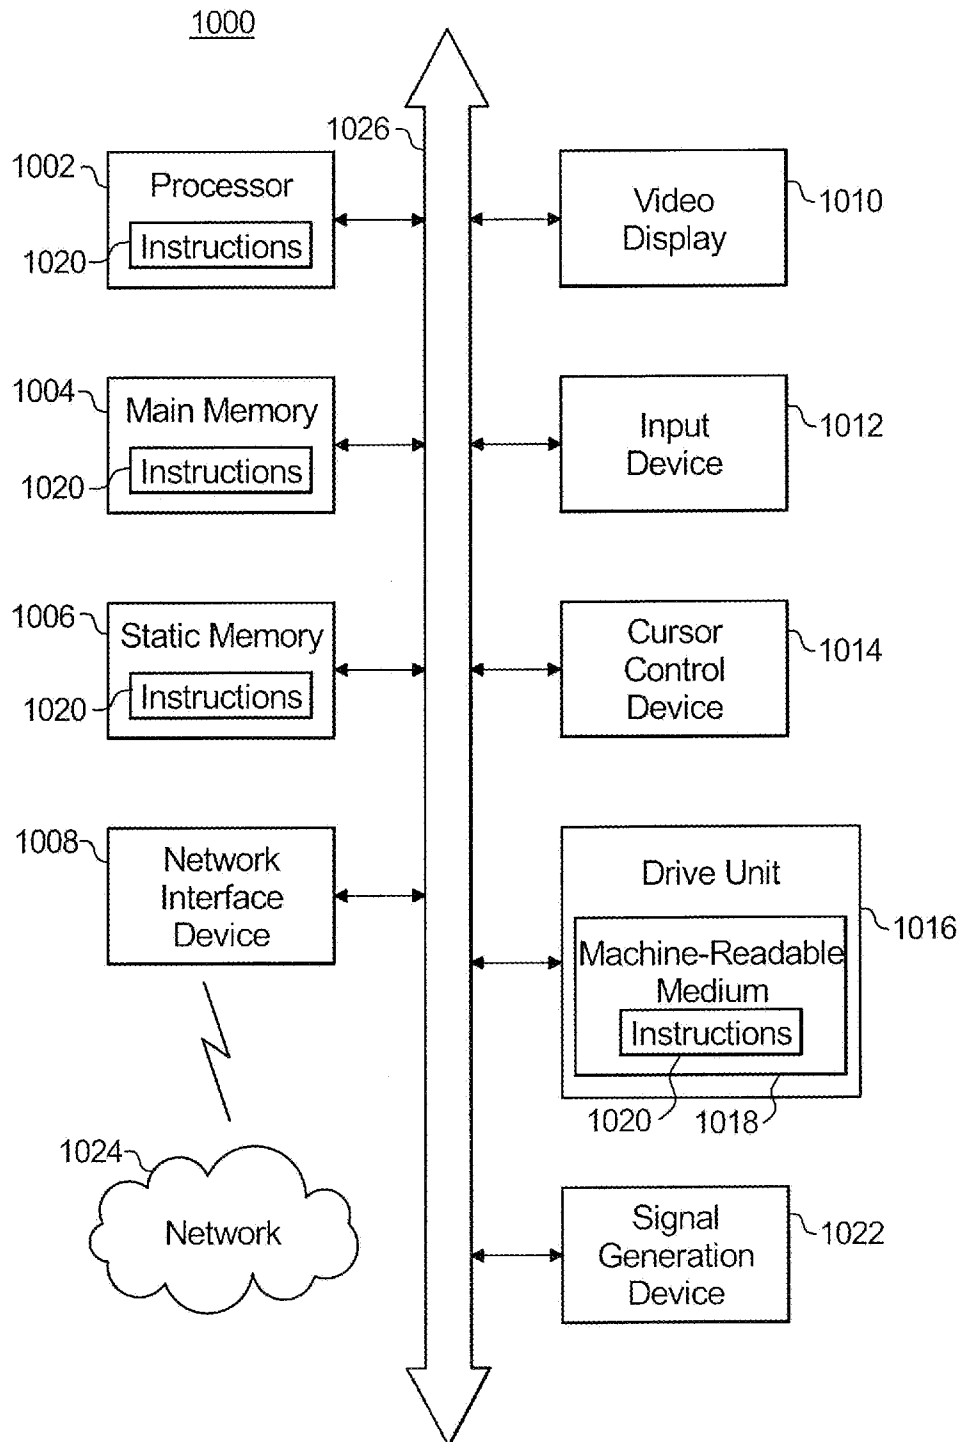 1000
1026
1002
Processor
1020
Instructions
Video
Display
1010
1004
Main Memory
1020
Instructions
Input
Device
1012
1006
Static Memory
1020
Instructions
Cursor
Control
Device
1014
1008
Network
Interface
Device
Drive Unit
1016
Machine-Readable
Medium
Instructions
1020
1018
1024
Network
Signal
Generation
Device
1022